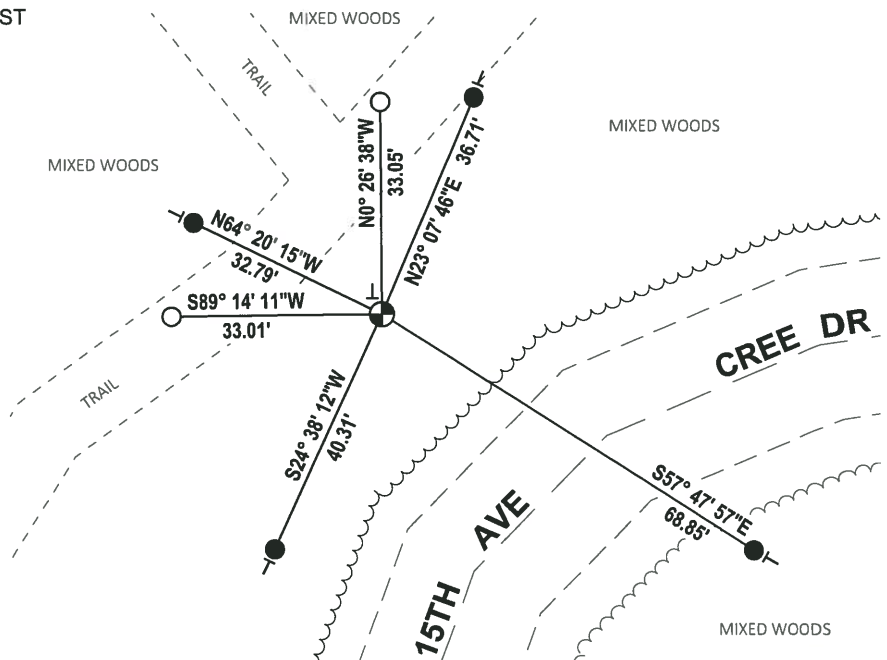 ST
MIXED WOODS
TRAIL
MIXED WOODS
MIXED WOODS
N0° 26' 38"W
33.05'
N23° 07' 46"E 36.71'
N64° 20' 15"W
32.79'
S89° 14' 11"W
33.01'
TRAIL
S24° 38' 12"W
40.31'
CREE DR
S57° 47' 57"E
68.85'
15TH AVE
MIXED WOODS